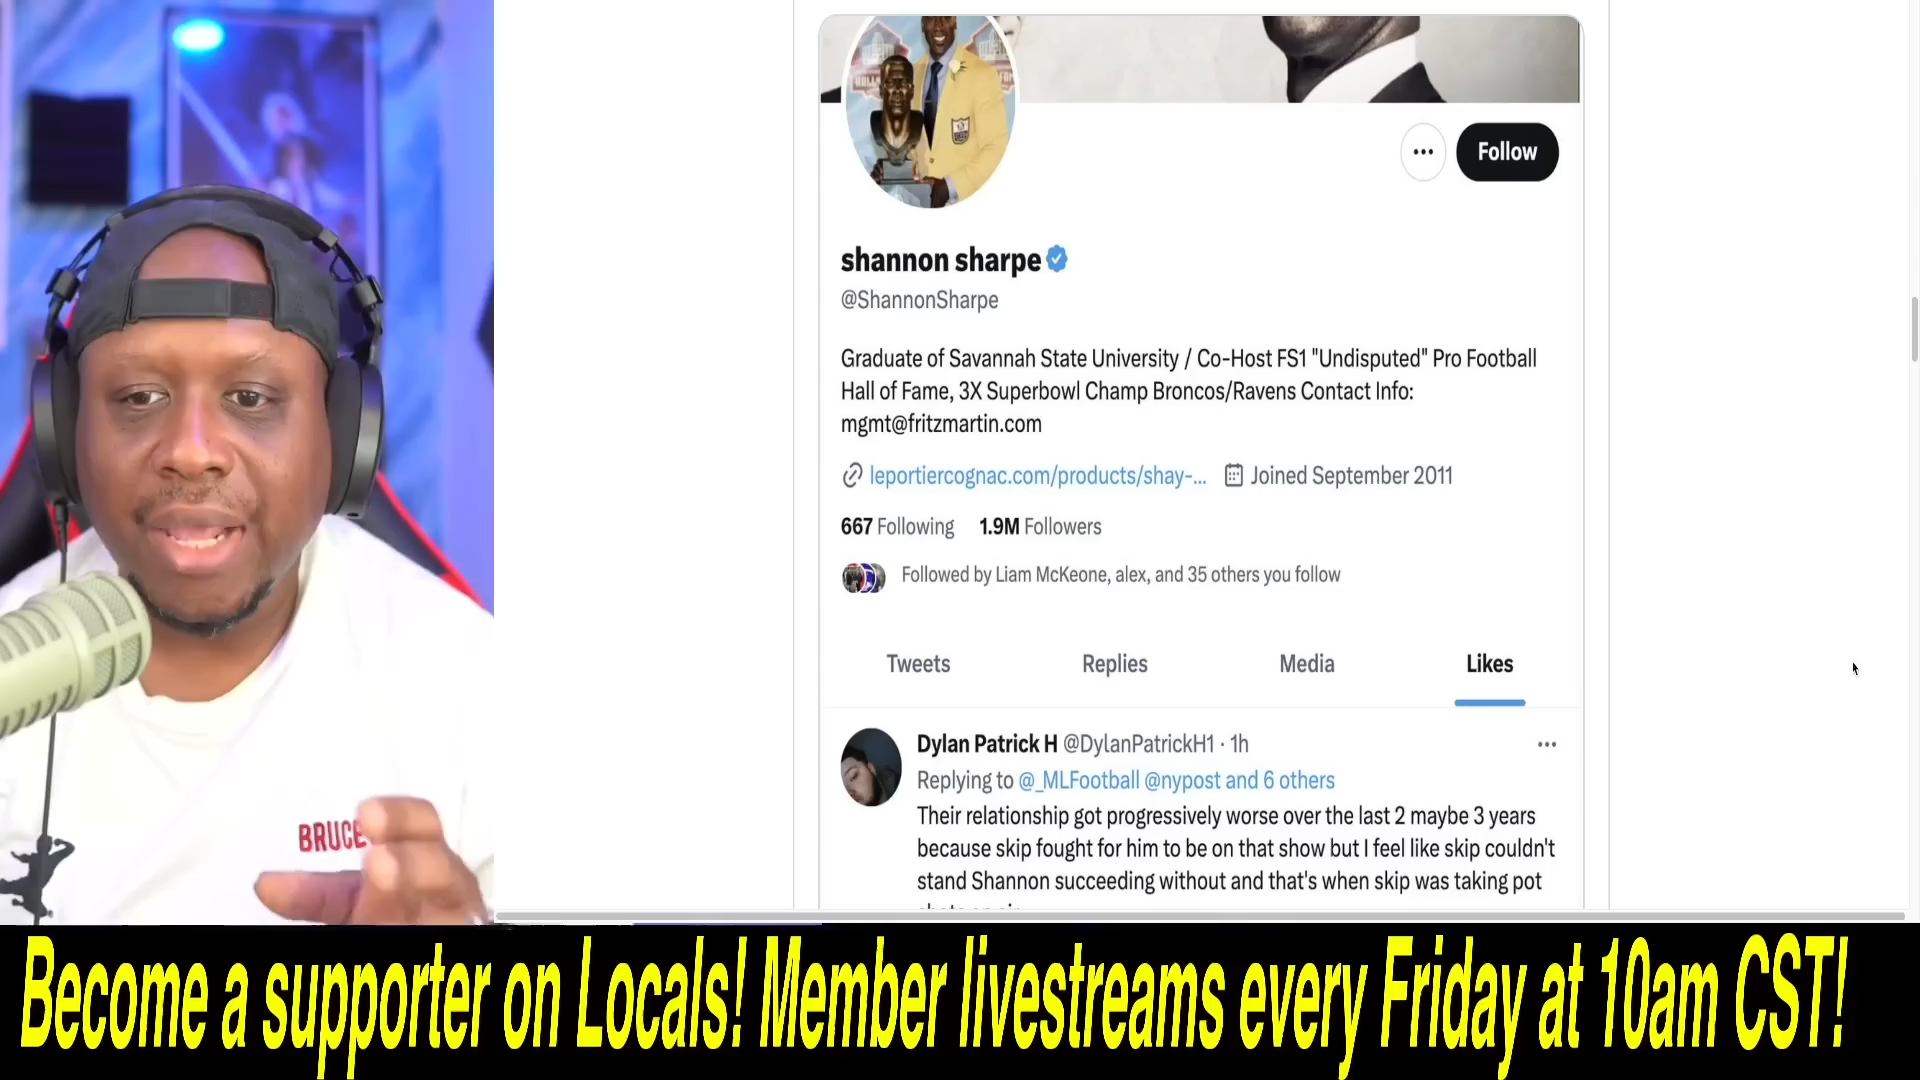 Follow
shannon sharpe
@ShannonSharpe
Graduate of Savannah State University / Co-Host FS1 "Undisputed" Pro Football
Hall of Fame, 3X Superbowl Champ Broncos/Ravens Contact Info:
mgmt@fritzmartin.com
leportiercognac.com/products/shay-... Joined September 2011
667 Following 1.9M Followers
Followed by Liam McKeone, alex, and 35 others you follow
Tweets Replies Media Likes
Dylan Patrick H @DylanPatrickH1 · 1h
Replying to @_MLFootball @nypost and 6 others
Their relationship got progressively worse over the last 2 maybe 3 years
because skip fought for him to be on that show but I feel like skip couldn't
stand Shannon succeeding without and that's when skip was taking pot
BRUCE
Become a supporter on Locals! Member livestreams every Friday at 10am CST!